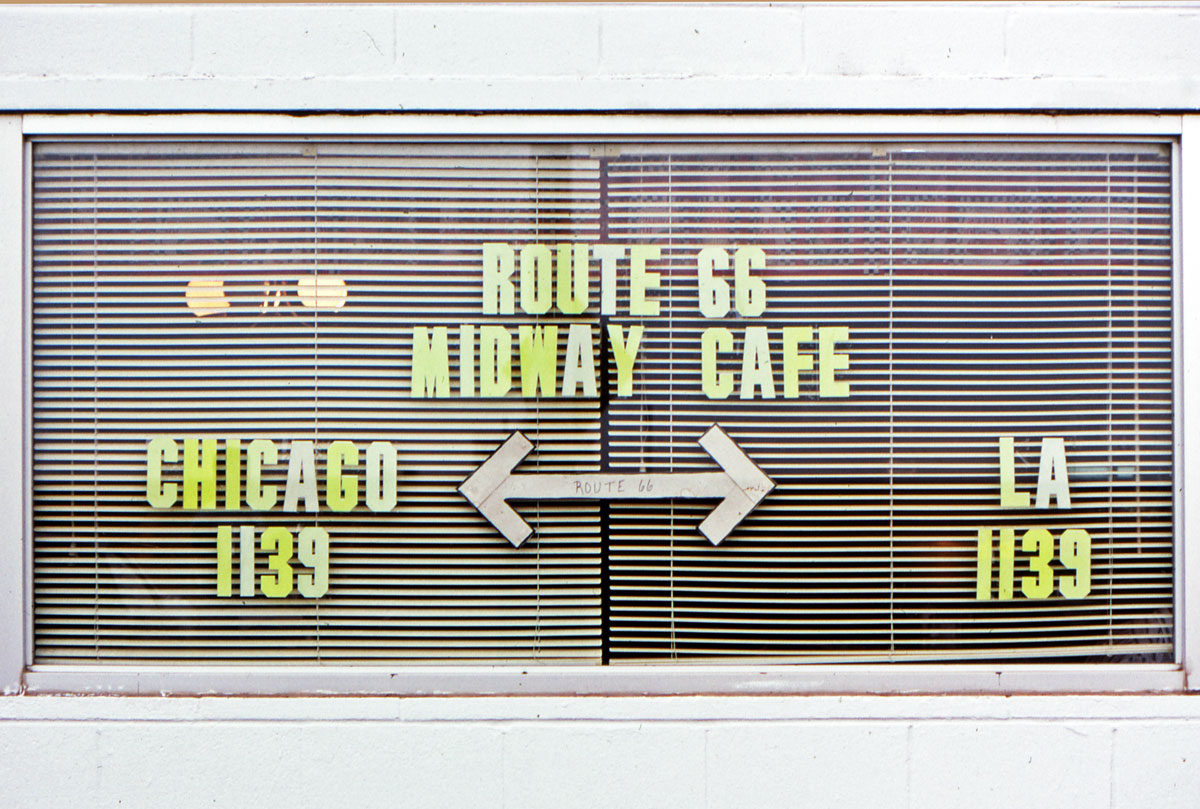 ROUTE 66
MIDWAY CAFE
ROUTE 66
CHICAGO
1139
LA
1139